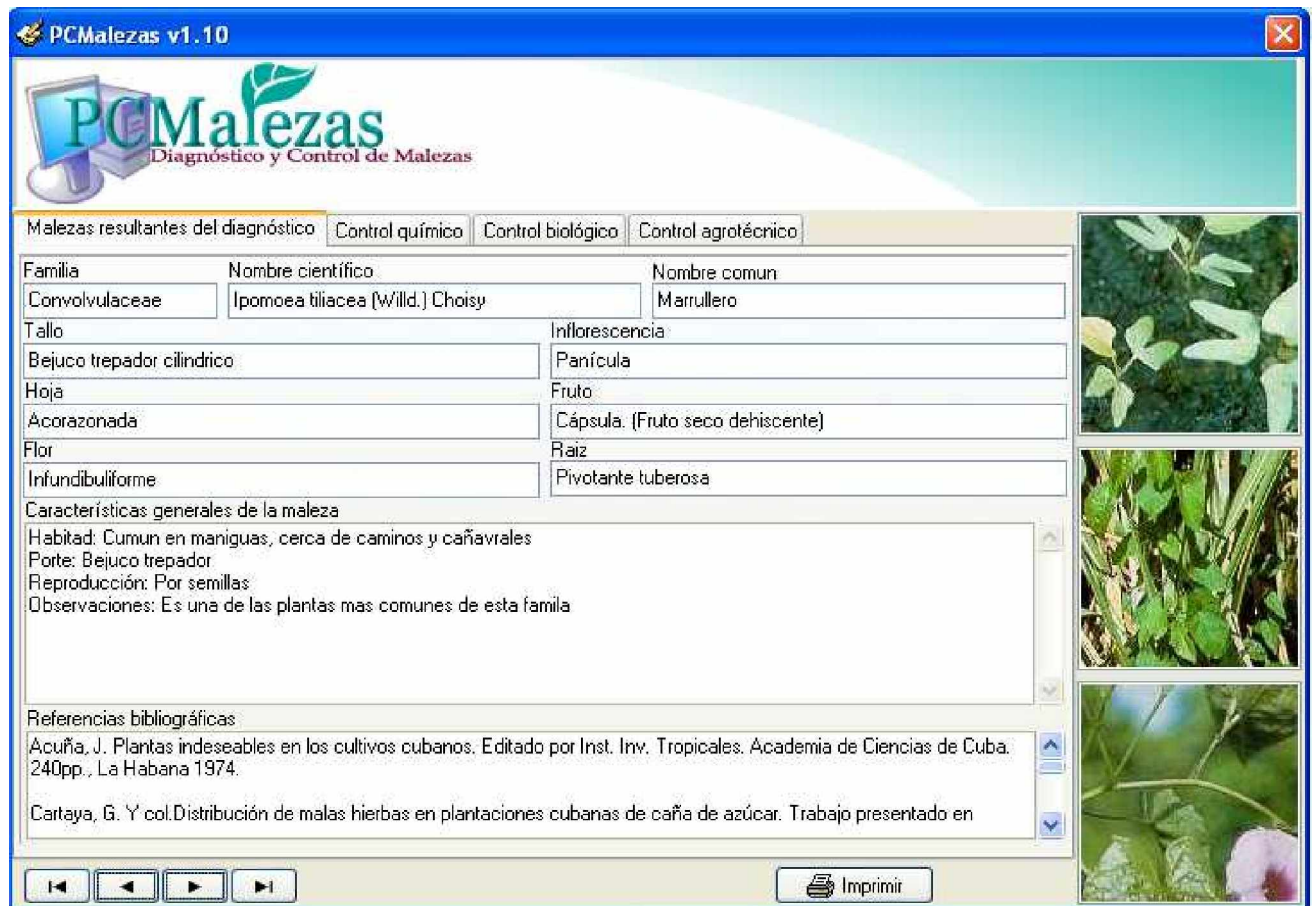 PCMalezas v1.10
PCMalezas
Diagnóstico y Control de Malezas
Malezas resultantes del diagnóstico
Control químico
Control biológico
Control agrotécnico
Familia
Nombre científico
Nombre comun
Convolvulaceae
Ipomoea tiliacea (Willd.) Choisy
Marrullero
Tallo
Inflorescencia
Bejuco trepador cilindrico
Panícula
Hoja
Fruto
Acorazonada
Cápsula. (Fruto seco dehiscente)
Flor
Raiz
Infundibuliforme
Pivotante tuberosa
Características generales de la maleza
Habitad: Cumun en maniguas, cerca de caminos y cañavrales
Porte: Bejuco trepador
Reproducción: Por semillas
Observaciones: Es una de las plantas mas comunes de esta famila
Referencias bibliográficas
Acuña, J. Plantas indeseables en los cultivos cubanos. Editado por Inst. Inv. Tropicales. Academia de Ciencias de Cuba.
240pp., La Habana 1974.
Cartaya, G. Y col.Distribución de malas hierbas en plantaciones cubanas de caña de azúcar. Trabajo presentado en
Imprimir